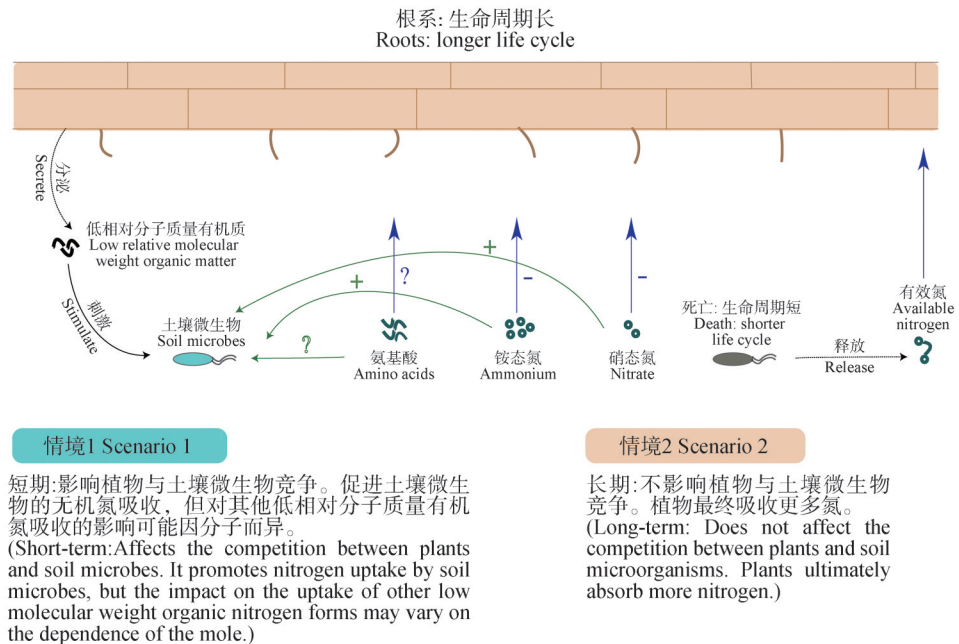 根系: 生命周期长
Roots: longer life cycle
分泌
Secrete
低相对分子质量有机质
Low relative molecular
weight organic matter
刺激
Stimulate
土壤微生物
Soil microbes
?
+
+
?
-
-
氨基酸
Amino acids
铵态氮
Ammonium
硝态氮
Nitrate
死亡: 生命周期短
Death: shorter
life cycle
释放
Release
有效氮
Available
nitrogen
情境1 Scenario 1
短期:影响植物与土壤微生物竞争。促进土壤微生
物的无机氮吸收，但对其他低相对分子质量有机
氮吸收的影响可能因分子而异。
(Short-term:Affects the competition between plants
and soil microbes. It promotes nitrogen uptake by soil
microbes, but the impact on the uptake of other low
molecular weight organic nitrogen forms may vary on
the dependence of the mole.)
情境2 Scenario 2
长期:不影响植物与土壤微生物
竞争。植物最终吸收更多氮。
(Long-term: Does not affect the
competition between plants and soil
microorganisms. Plants ultimately
absorb more nitrogen.)